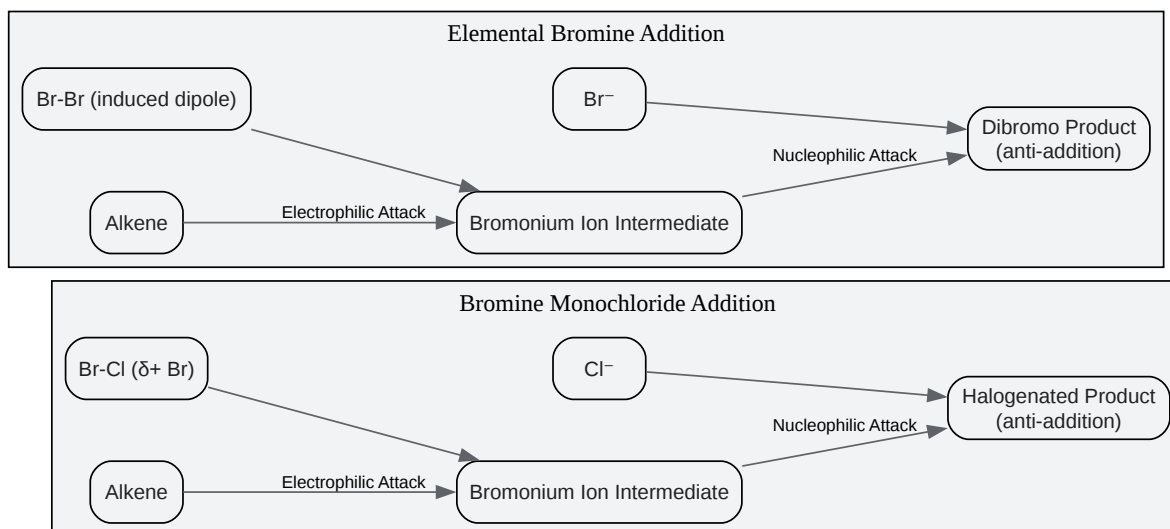 Elemental Bromine Addition
Br-Br (induced dipole)
Br⁻
Dibromo Product
(anti-addition)
Nucleophilic Attack
Alkene
Electrophilic Attack
Bromonium Ion Intermediate
Bromine Monochloride Addition
Br-Cl (δ+ Br)
Cl⁻
Halogenated Product
(anti-addition)
Nucleophilic Attack
Alkene
Electrophilic Attack
Bromonium Ion Intermediate